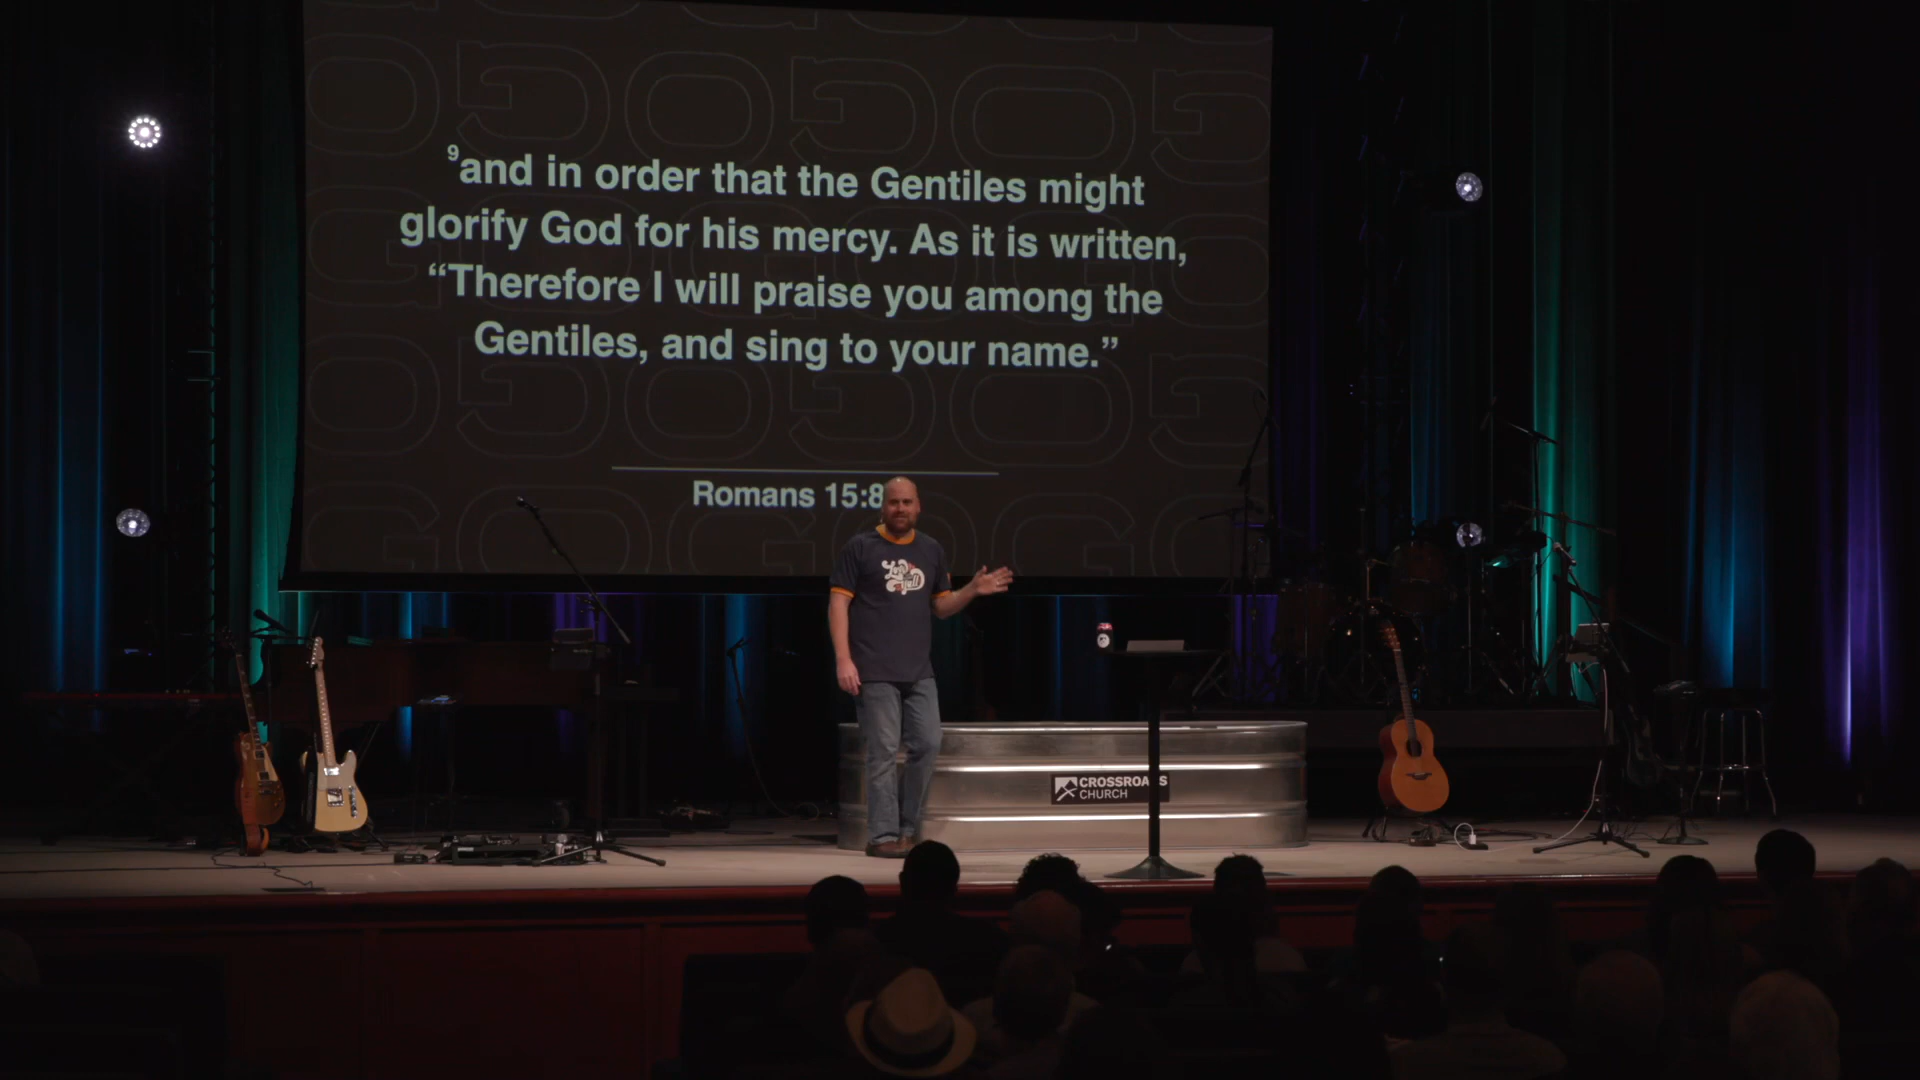 ⁹and in order that the Gentiles might
glorify God for his mercy. As it is written,
“Therefore I will praise you among the
Gentiles, and sing to your name.”
Romans 15:8
CROSSROADS
CHURCH